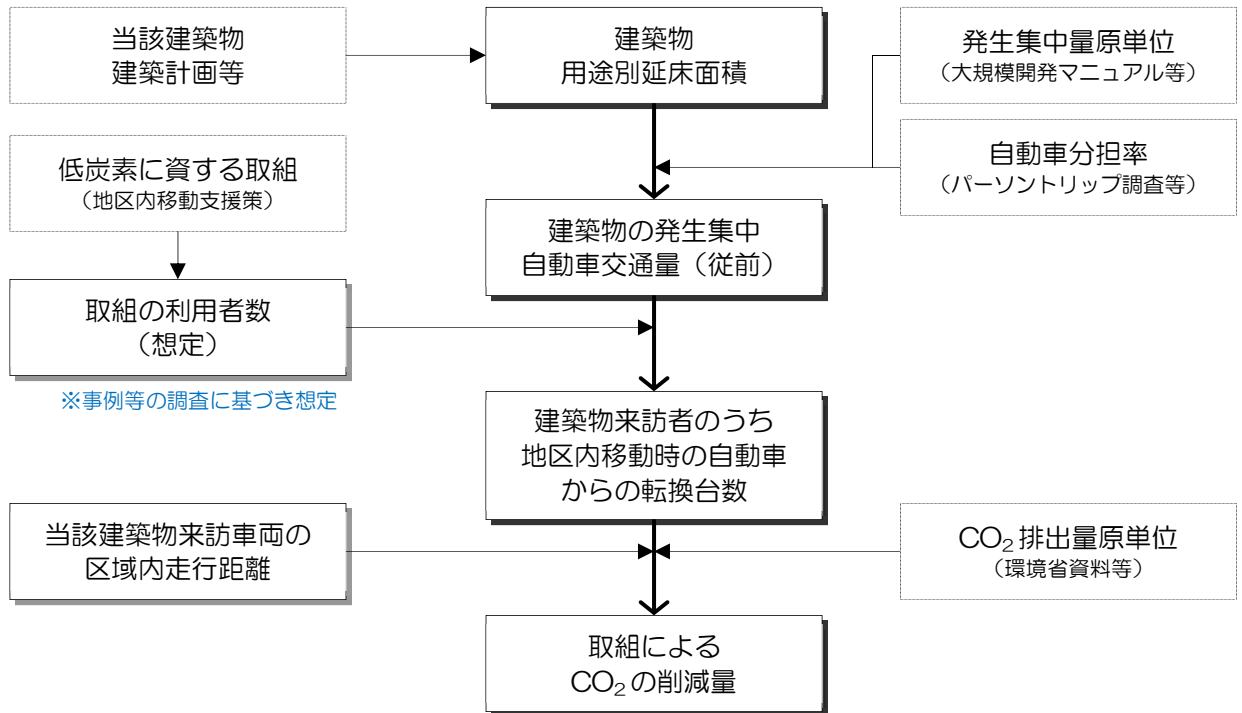 当該建築物
建築計画等
建築物
用途別延床面積
発生集中量原単位
（大規模開発マニュアル等）
低炭素に資する取組
（地区内移動支援策）
自動車分担率
（パーソントリップ調査等）
建築物の発生集中
自動車交通量（従前）
取組の利用者数
（想定）
※事例等の調査に基づき想定
建築物来訪者のうち
地区内移動時の自動車
からの転換台数
当該建築物来訪車両の
区域内走行距離
CO₂排出量原単位
（環境省資料等）
取組による
CO₂の削減量